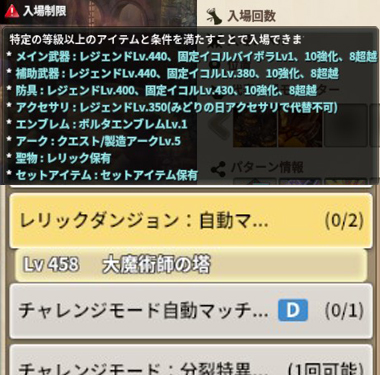 入場制限
入場回数
特定の等級以上のアイテムと条件を満たすことで入場できま
* メイン武器 : レジェンドLv.440、固定イコルバイボラLv1、10強化、8超越
* 補助武器 : レジェンドLv.440、固定イコルLv.380、10強化、8超越
* 防具 : レジェンドLv.400、固定イコルLv.430、10強化、8超越
* アクセサリ : レジェンドLv.350(みどりの日アクセサリで代替不可)
* エンブレム : ボルタエンブレムLv.1
* アーク : クエスト/製造アークLv.5
* 聖物 : レリック保有
* セットアイテム : セットアイテム保有
ター
パターン情報
レリックダンジョン：自動マ... (0/2)
Lv 458 大魔術師の塔
チャレンジモード自動マッチ... D (0/1)
チャレンジモード：分裂特異... (1回可能)